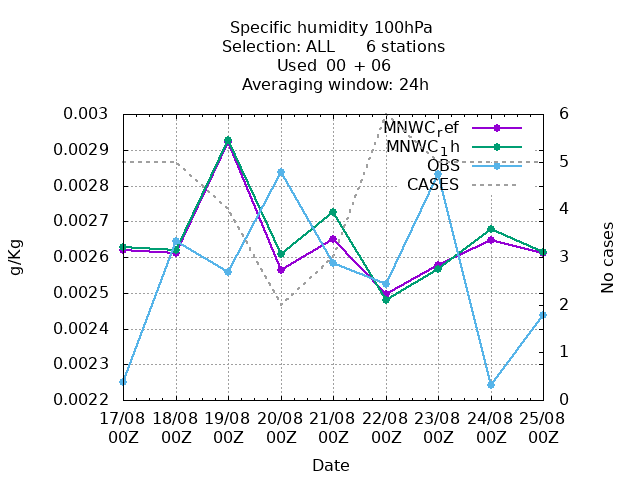 Specific humidity 100hPa
Selection: ALL      6 stations
Used  00  + 06
Averaging window: 24h
0.003
0.0029
0.0028
0.0027
0.0026
0.0025
0.0024
0.0023
0.0022
g/Kg
6
5
4
3
2
1
0
No cases
MNWC_ref
MNWC_1h
OBS
CASES
17/08 18/08 19/08 20/08 21/08 22/08 23/08 24/08 25/08
00Z 00Z 00Z 00Z 00Z 00Z 00Z 00Z 00Z
Date